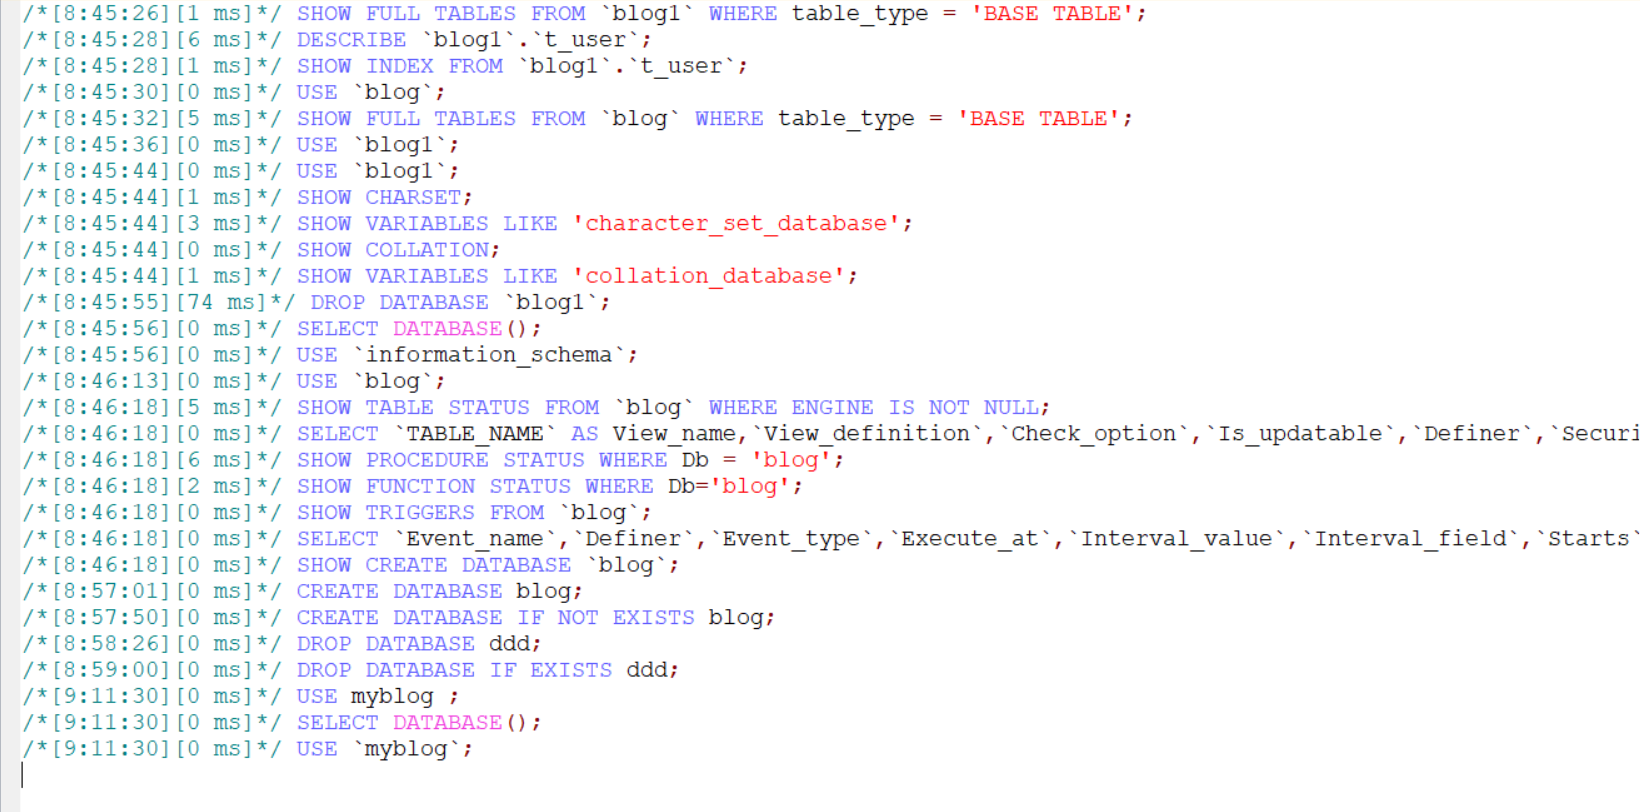 /*[8:45:26][1 ms]*/ SHOW FULL TABLES FROM `blog1` WHERE table_type = 'BASE TABLE';
/*[8:45:28][6 ms]*/ DESCRIBE `blog1`.`t_user`;
/*[8:45:28][1 ms]*/ SHOW INDEX FROM `blog1`.`t_user`;
/*[8:45:30][0 ms]*/ USE `blog`;
/*[8:45:32][5 ms]*/ SHOW FULL TABLES FROM `blog` WHERE table_type = 'BASE TABLE';
/*[8:45:36][0 ms]*/ USE `blog1`;
/*[8:45:44][0 ms]*/ USE `blog1`;
/*[8:45:44][1 ms]*/ SHOW CHARSET;
/*[8:45:44][3 ms]*/ SHOW VARIABLES LIKE 'character_set_database';
/*[8:45:44][0 ms]*/ SHOW COLLATION;
/*[8:45:44][1 ms]*/ SHOW VARIABLES LIKE 'collation_database';
/*[8:45:55][74 ms]*/ DROP DATABASE `blog1`;
/*[8:45:56][0 ms]*/ SELECT DATABASE();
/*[8:45:56][0 ms]*/ USE `information_schema`;
/*[8:46:13][0 ms]*/ USE `blog`;
/*[8:46:18][5 ms]*/ SHOW TABLE STATUS FROM `blog` WHERE ENGINE IS NOT NULL;
/*[8:46:18][0 ms]*/ SELECT `TABLE_NAME` AS View_name,`View_definition`,`Check_option`,`Is_updatable`,`Definer`,`Securi
/*[8:46:18][6 ms]*/ SHOW PROCEDURE STATUS WHERE Db = 'blog';
/*[8:46:18][2 ms]*/ SHOW FUNCTION STATUS WHERE Db='blog';
/*[8:46:18][0 ms]*/ SHOW TRIGGERS FROM `blog`;
/*[8:46:18][0 ms]*/ SELECT `Event_name`,`Definer`,`Event_type`,`Execute_at`,`Interval_value`,`Interval_field`,`Starts`
/*[8:46:18][0 ms]*/ SHOW CREATE DATABASE `blog`;
/*[8:57:01][0 ms]*/ CREATE DATABASE blog;
/*[8:57:50][0 ms]*/ CREATE DATABASE IF NOT EXISTS blog;
/*[8:58:26][0 ms]*/ DROP DATABASE ddd;
/*[8:59:00][0 ms]*/ DROP DATABASE IF EXISTS ddd;
/*[9:11:30][0 ms]*/ USE myblog ;
/*[9:11:30][0 ms]*/ SELECT DATABASE();
/*[9:11:30][0 ms]*/ USE `myblog`;